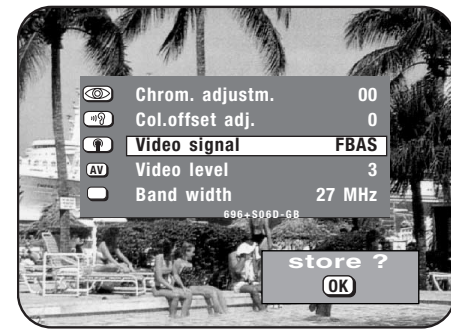 Chrom. adjustm. 00
Col.offset adj. 0
Video signal FBAS
AV Video level 3
Band width 27 MHz
696+S06D-GB
store ?
OK